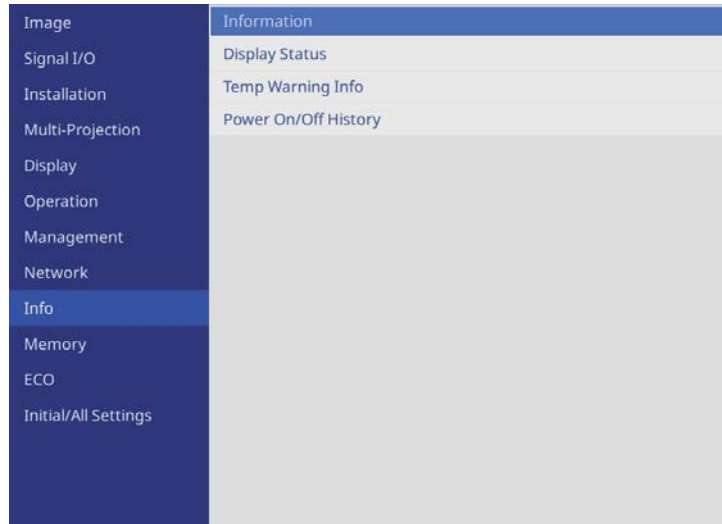 Image
Signal I/O
Installation
Multi-Projection
Display
Operation
Management
Network
Info
Memory
ECO
Initial/All Settings
Information
Display Status
Temp Warning Info
Power On/Off History